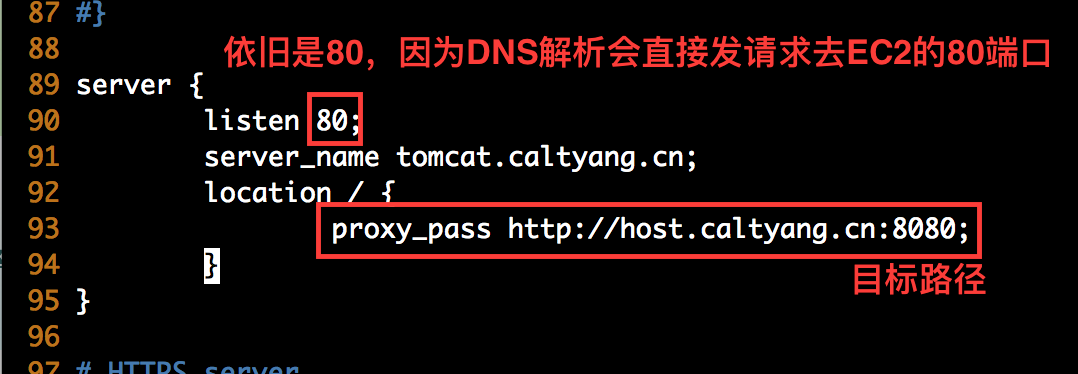 87 #}
88
依旧是80，因为DNS解析会直接发请求去EC2的80端口
89 server {
90 listen 80;
91 server_name tomcat.caltyang.cn;
92 location / {
93 proxy_pass http://host.caltyang.cn:8080;
94 }
目标路径
95 }
96
97 # HTTPS server